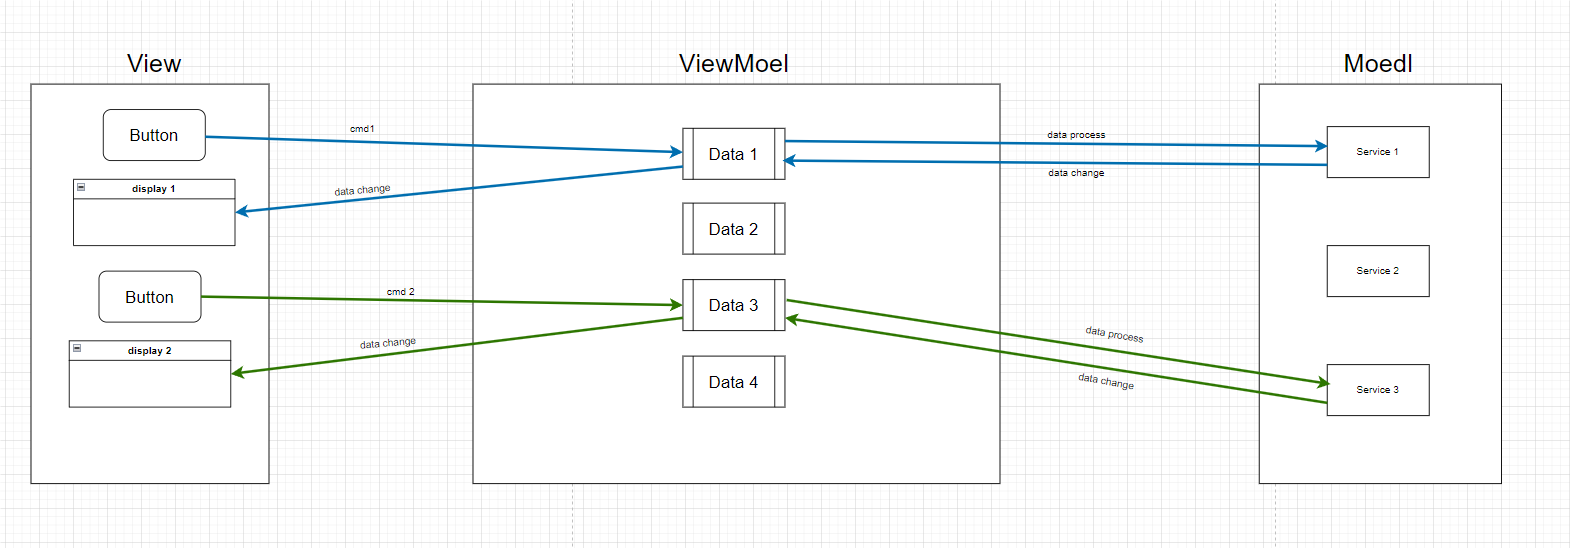 View
ViewMoel
Moedl
Button
cmd1
Data 1
data process
Service 1
data change
display 1
data change
Data 2
Service 2
Button
cmd 2
Data 3
data process
display 2
data change
Data 4
data change
Service 3